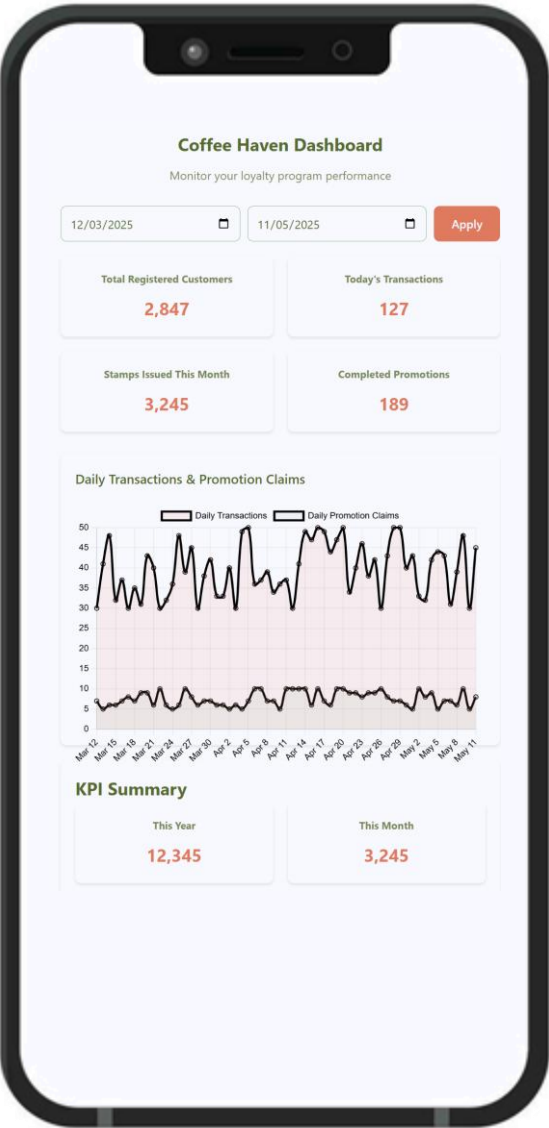 Coffee Haven Dashboard
Monitor your loyalty program performance
12/03/2025 11/05/2025 Apply
Total Registered Customers Today's Transactions
2,847 127
Stamps Issued This Month Completed Promotions
3,245 189
Daily Transactions & Promotion Claims
Daily Transactions Daily Promotion Claims
50
45
40
35
30
25
20
15
10
5
0
Mar 12 Mar 15 Mar 18 Mar 21 Mar 24 Mar 27 Mar 30 Apr 2 Apr 5 Apr 8 Apr 11 Apr 14 Apr 17 Apr 20 Apr 23 Apr 26 Apr 29 May 2 May 5 May 8 May 11
KPI Summary
This Year This Month
12,345 3,245